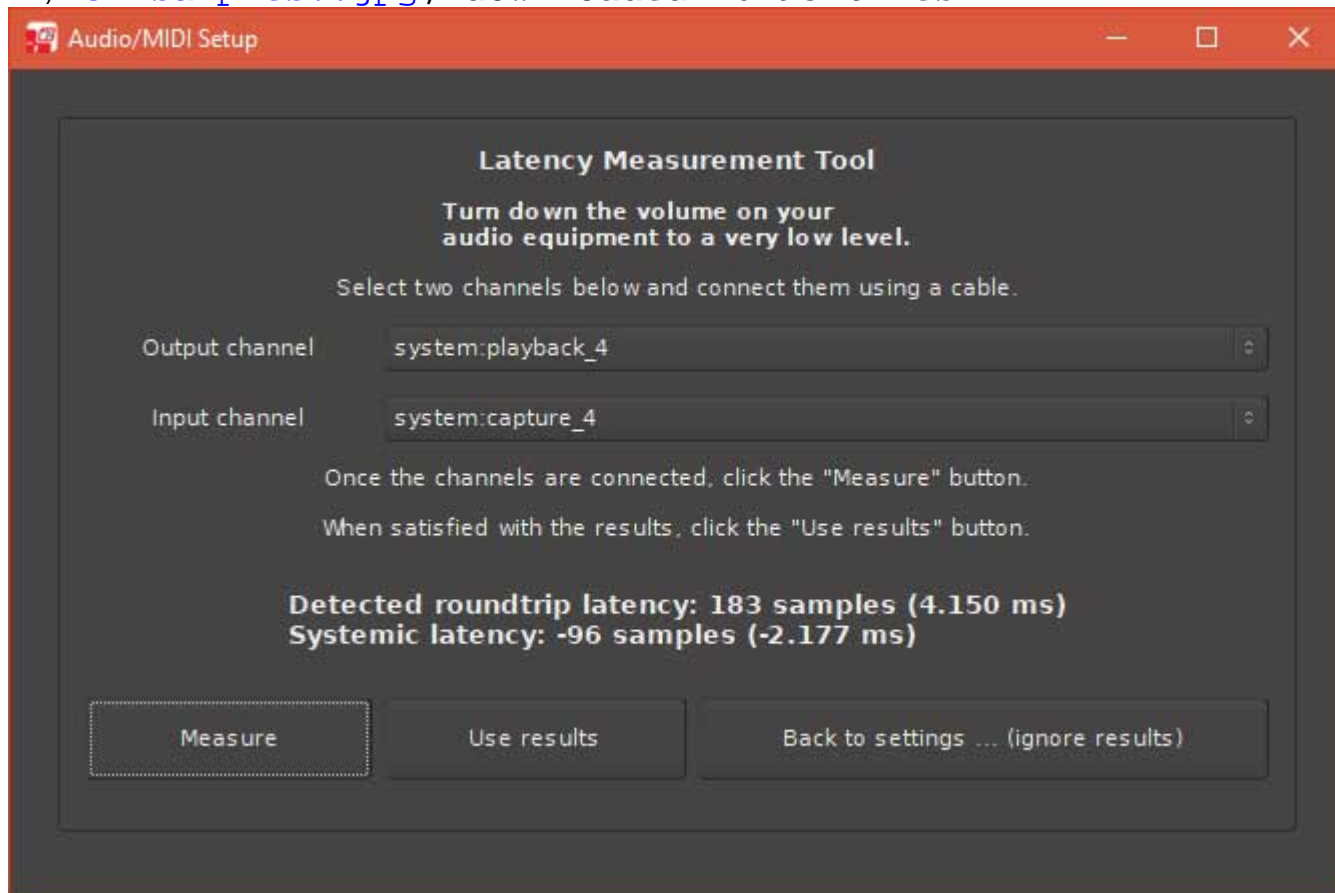 Audio/MIDI Setup
Latency Measurement Tool
Turn down the volume on your
audio equipment to a very low level.
Select two channels below and connect them using a cable.
Output channel system:playback_4
Input channel system:capture_4
Once the channels are connected, click the "Measure" button.
When satisfied with the results, click the "Use results" button.
Detected roundtrip latency: 183 samples (4.150 ms)
Systemic latency: -96 samples (-2.177 ms)
Measure Use results Back to settings ... (ignore results)